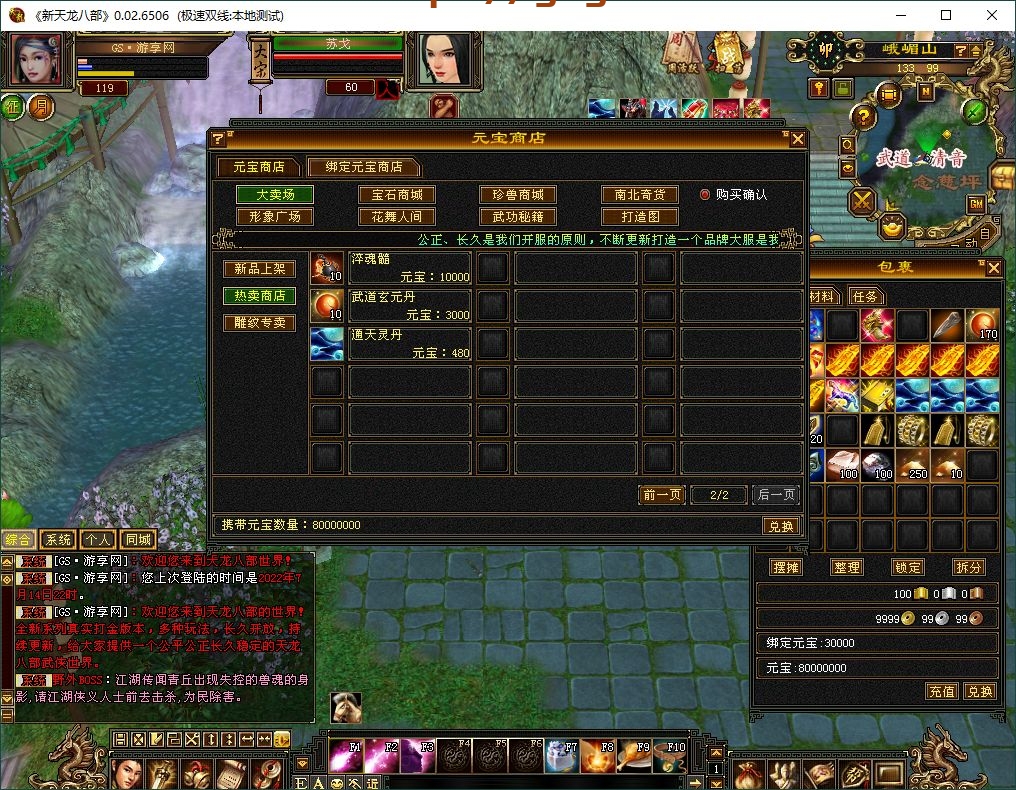 《新天龙八部》0.02.6506 (极速双线:本地测试)
GS·游享网
119
大宋
苏戈
60
峨嵋山
133 99
卯
N
征
月
武道
清音
GM
元宝商店
元宝商店
绑定元宝商店
大卖场
宝石商城
珍兽商城
南北奇货
购买确认
形象广场
花舞人间
武功秘籍
打造图
公正、长久是我们开服的原则，不断更新打造一个品牌大服是我
新品上架
热卖商店
雕纹专卖
淬魂髓
元宝：10000
10
武道玄元丹
元宝：3000
10
通天灵丹
元宝：480
前一页
2/2
后一页
携带元宝数量：80000000
兑换
包裹
材料
任务
170
20
100
100
250
10
摆摊
整理
锁定
拆分
100 0 0
9999 99 99
绑定元宝:30000
元宝:80000000
充值
兑换
综合
系统
个人
同城
系统[GS·游享网]：欢迎您来到天龙八部世界！
系统[GS·游享网]：您上次登陆的时间是2022年7
月14日22时。
系统[GS·游享网]：欢迎您来到天龙八部的世界！
全新系列真实打金版本，多种玩法，长久开放，持
续更新，给大家提供一个公平公正长久稳定的天龙
八部武侠世界。
系统野外BOSS：江湖传闻青丘出现失控的兽魂的身
影,请江湖侠义人士前去击杀,为民除害。
F1
F2
F3
F4
F5
F6
F7
F8
F9
F10
1
E
A
近